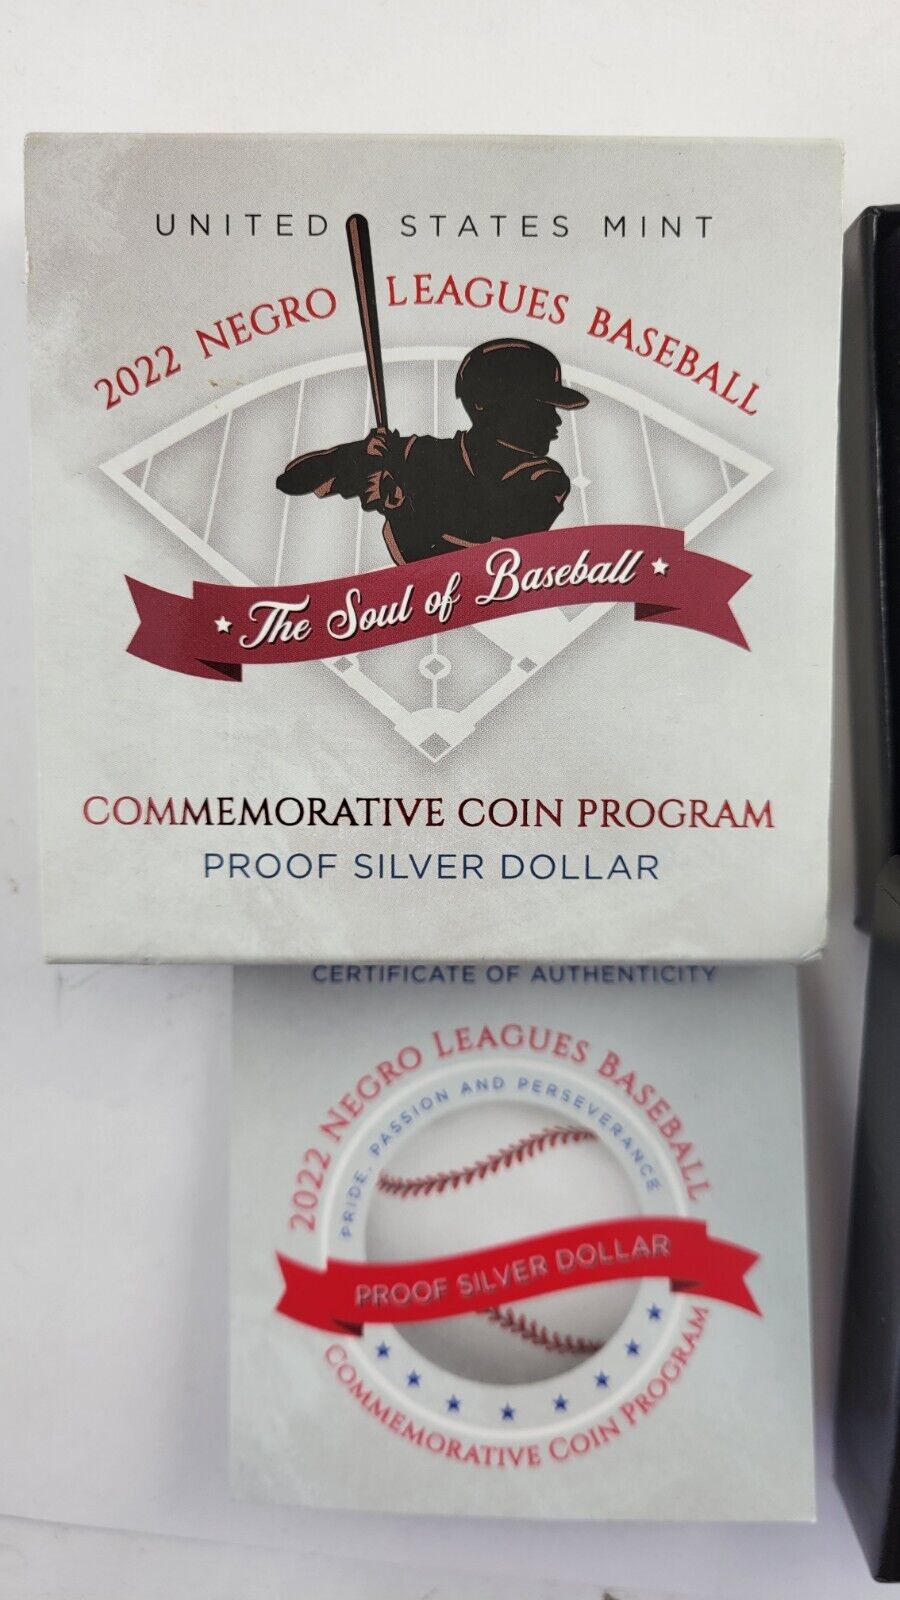 UNITED STATES MINT
2022 NEGRO LEAGUES BASEBALL
The Soul of Baseball
COMMEMORATIVE COIN PROGRAM
PROOF SILVER DOLLAR
CERTIFICATE OF AUTHENTICITY
2022 NEGRO LEAGUES BASEBALL
PRIDE, PASSION AND PERSEVERANCE
PROOF SILVER DOLLAR
COMMEMORATIVE COIN PROGRAM